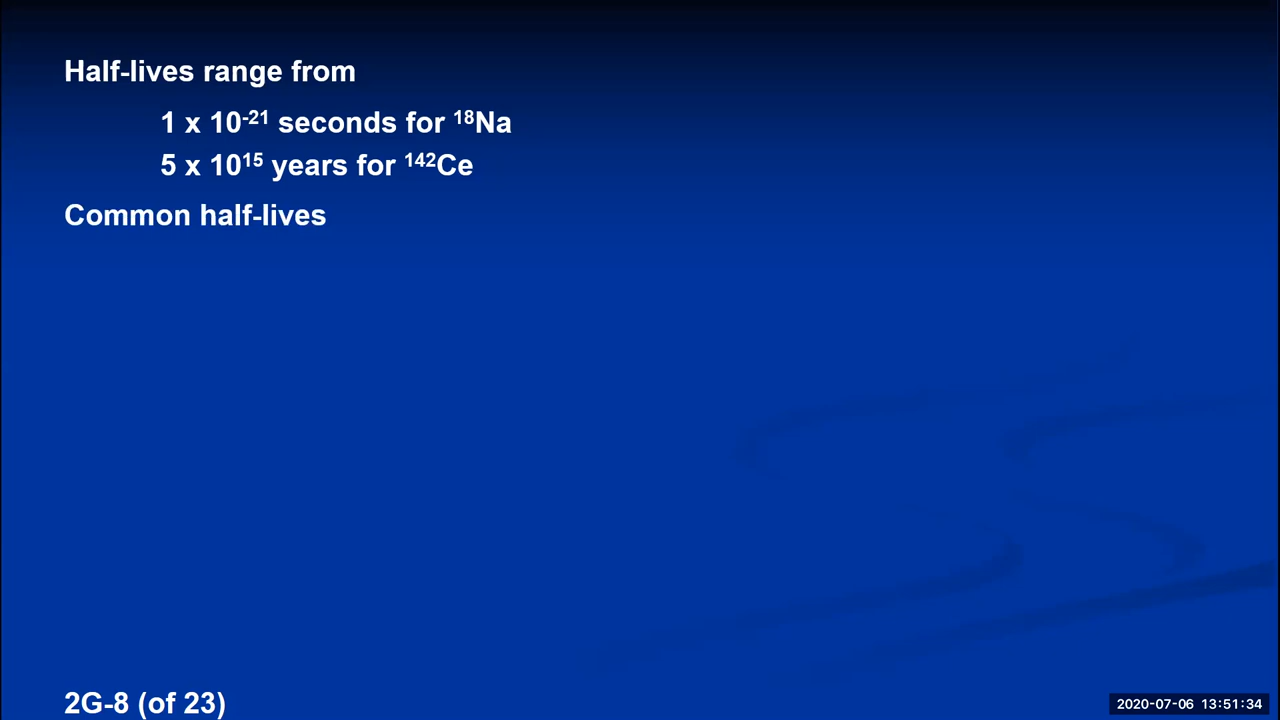 Half-lives range from
1 x 10⁻²¹ seconds for ¹⁸Na
5 x 10¹⁵ years for ¹⁴²Ce
Common half-lives
2G-8 (of 23)
2020-07-06 13:51:34